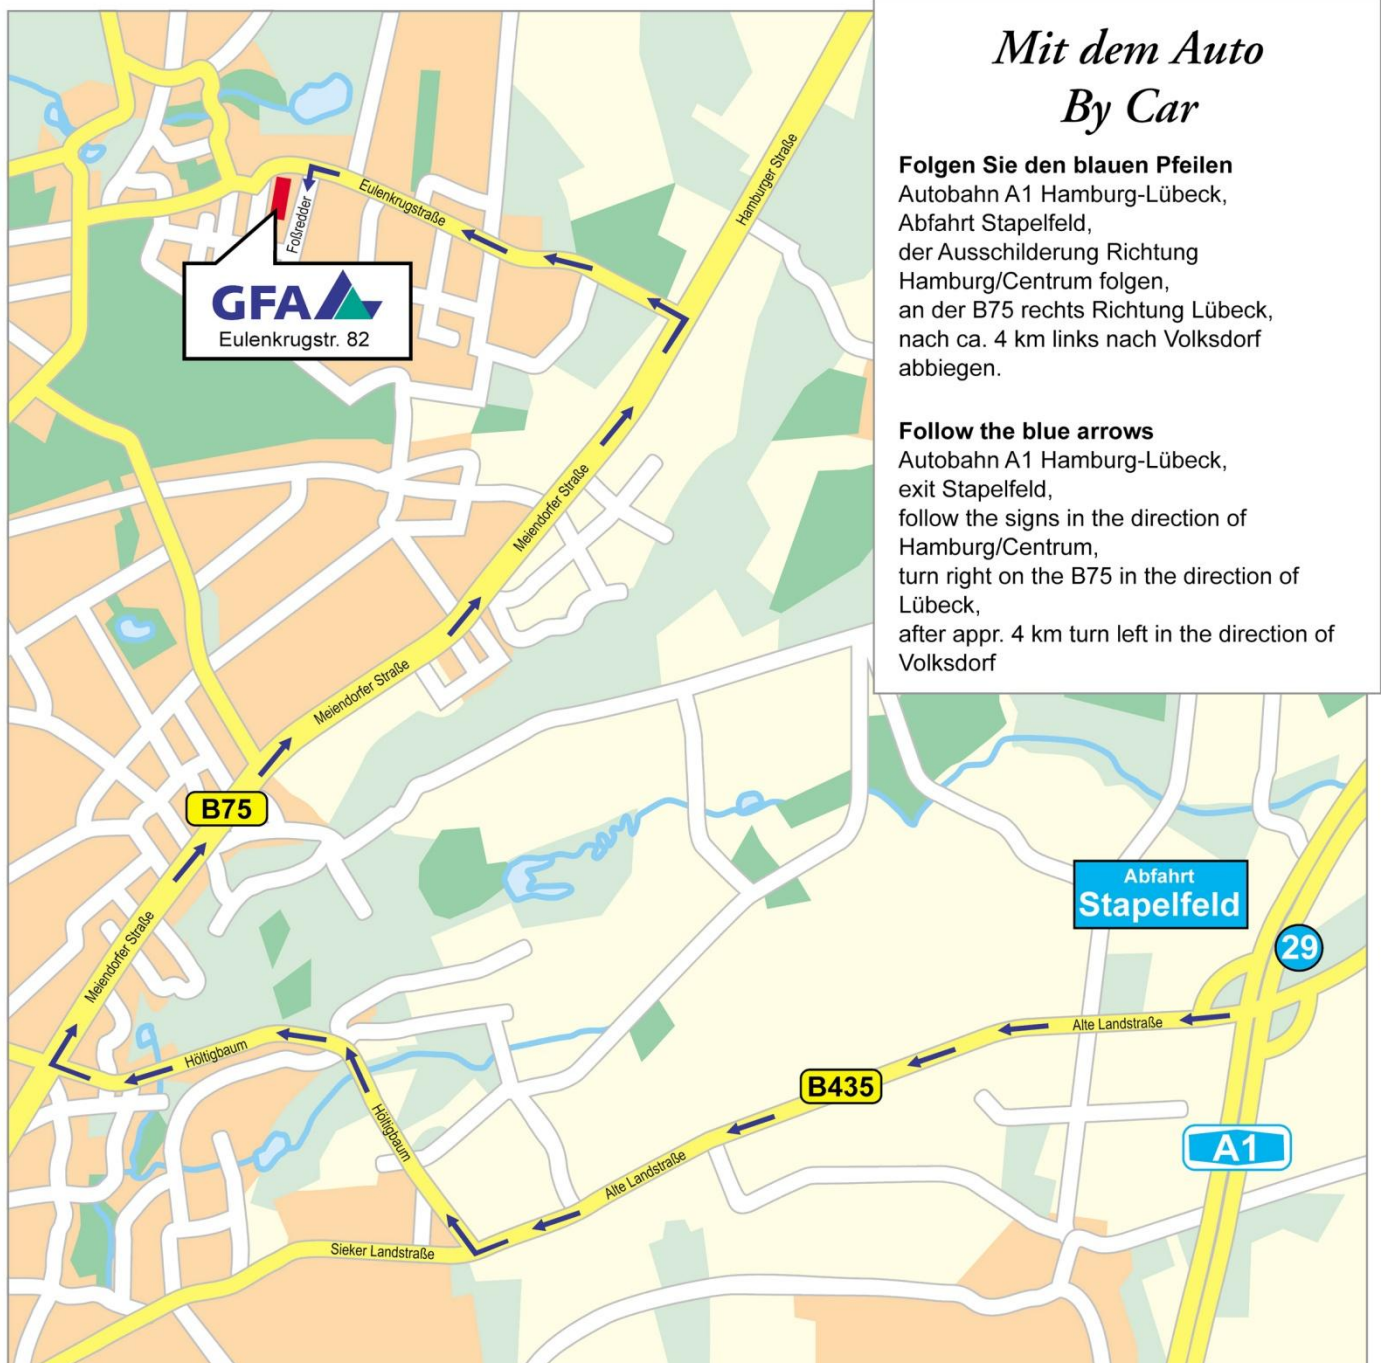 Mit dem Auto
By Car
Folgen Sie den blauen Pfeilen
Autobahn A1 Hamburg-Lübeck,
Abfahrt Stapelfeld,
der Ausschilderung Richtung
Hamburg/Centrum folgen,
an der B75 rechts Richtung Lübeck,
nach ca. 4 km links nach Volksdorf
abbiegen.
Follow the blue arrows
Autobahn A1 Hamburg-Lübeck,
exit Stapelfeld,
follow the signs in the direction of
Hamburg/Centrum,
turn right on the B75 in the direction of
Lübeck,
after appr. 4 km turn left in the direction of
Volksdorf
Hamburger Straße
Eulenkrugstraße
Foßredder
GFA
Eulenkrugstr. 82
Meiendorfer Straße
Meiendorfer Straße
B75
Meiendorfer Straße
Abfahrt
Stapelfeld
29
Alte Landstraße
Höltigbaum
B435
Höltigbaum
A1
Alte Landstraße
Sieker Landstraße